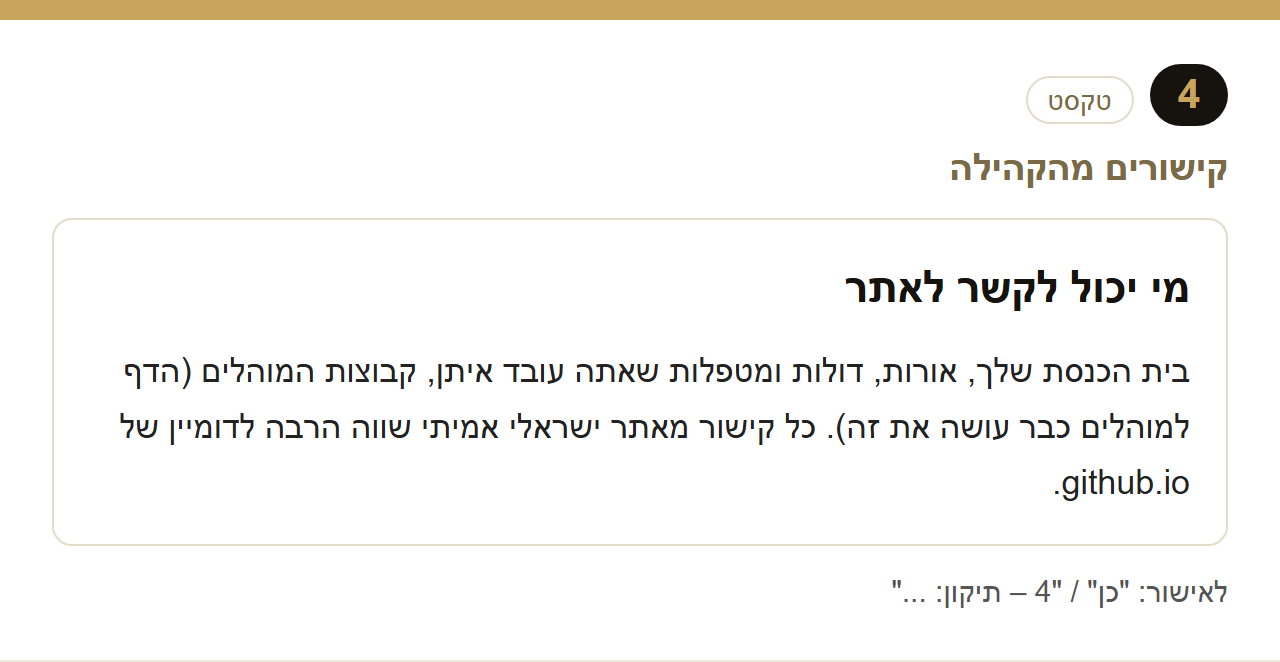 4
טקסט
קישורים מהקהילה
מי יכול לקשר לאתר
בית הכנסת שלך, אורות, דולות ומטפלות שאתה עובד איתן, קבוצות המוהלים (הדף
למוהלים כבר עושה את זה). כל קישור מאתר ישראלי אמיתי שווה הרבה לדומיין של
github.io.
לאישור: "כן" / "4 – תיקון: ..."